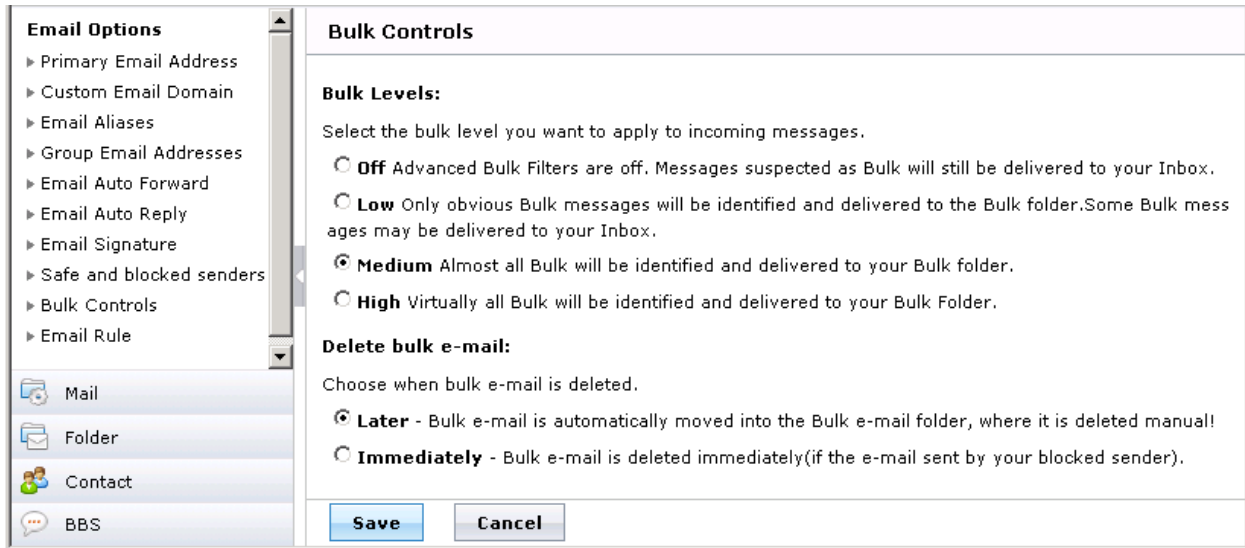 Email Options
Primary Email Address
Custom Email Domain
Email Aliases
Group Email Addresses
Email Auto Forward
Email Auto Reply
Email Signature
Safe and blocked senders
Bulk Controls
Email Rule
Mail
Folder
Contact
BBS
Bulk Controls
Bulk Levels:
Select the bulk level you want to apply to incoming messages.
Off Advanced Bulk Filters are off. Messages suspected as Bulk will still be delivered to your Inbox.
Low Only obvious Bulk messages will be identified and delivered to the Bulk folder.Some Bulk mess
ages may be delivered to your Inbox.
Medium Almost all Bulk will be identified and delivered to your Bulk folder.
High Virtually all Bulk will be identified and delivered to your Bulk Folder.
Delete bulk e-mail:
Choose when bulk e-mail is deleted.
Later - Bulk e-mail is automatically moved into the Bulk e-mail folder, where it is deleted manual!
Immediately - Bulk e-mail is deleted immediately(if the e-mail sent by your blocked sender).
Save Cancel